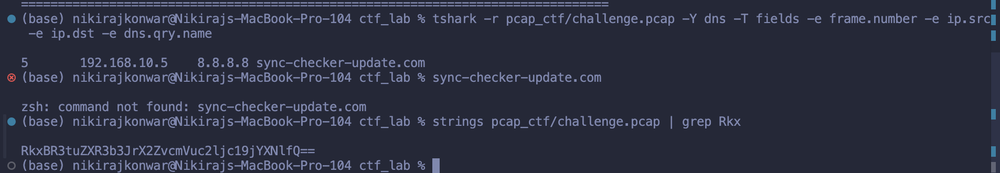 ================================================================================
(base) nikirajkonwar@Nikirajs-MacBook-Pro-104 ctf_lab % tshark -r pcap_ctf/challenge.pcap -Y dns -T fields -e frame.number -e ip.src
-e ip.dst -e dns.qry.name
5 192.168.10.5 8.8.8.8 sync-checker-update.com
(base) nikirajkonwar@Nikirajs-MacBook-Pro-104 ctf_lab % sync-checker-update.com
zsh: command not found: sync-checker-update.com
(base) nikirajkonwar@Nikirajs-MacBook-Pro-104 ctf_lab % strings pcap_ctf/challenge.pcap | grep Rkx
RkxBR3tuZXR3b3JrX2ZvcmVuc2ljc19jYXNlfQ==
(base) nikirajkonwar@Nikirajs-MacBook-Pro-104 ctf_lab %